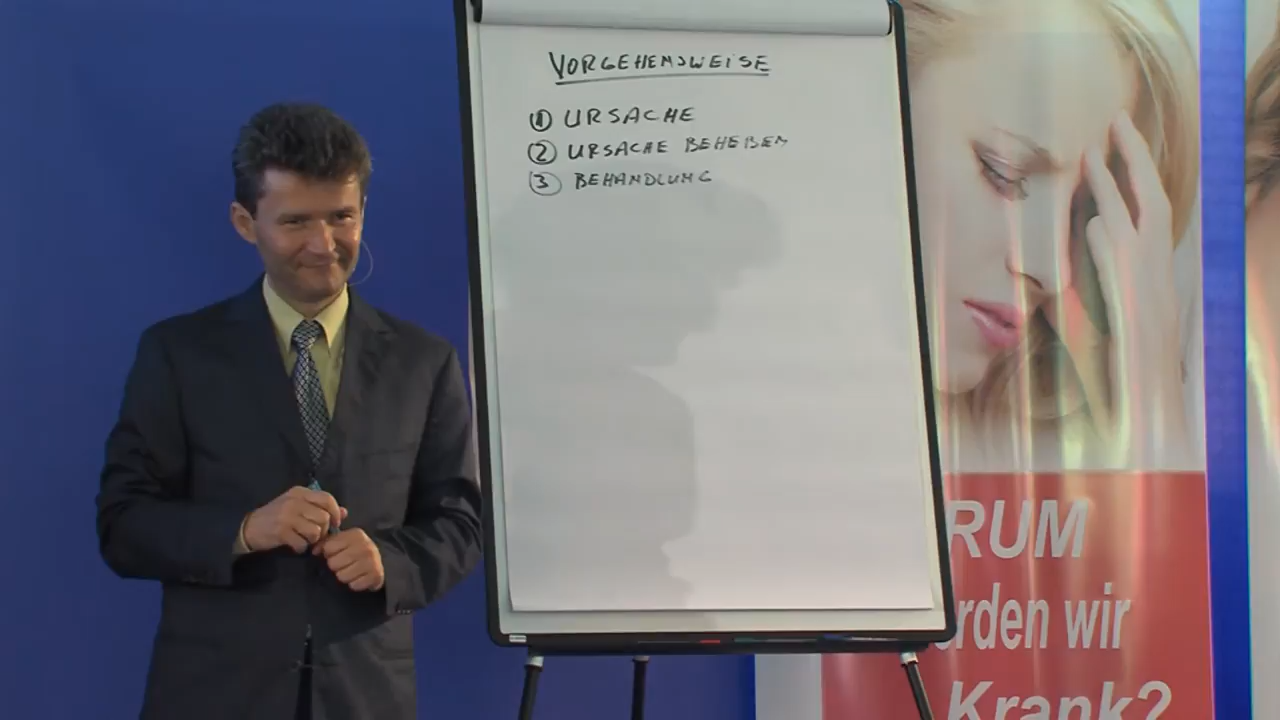 VORGEHENSWEISE
① URSACHE
② URSACHE BEHEBEN
③ BEHANDLUNG
RUM
rden wir
Krank?